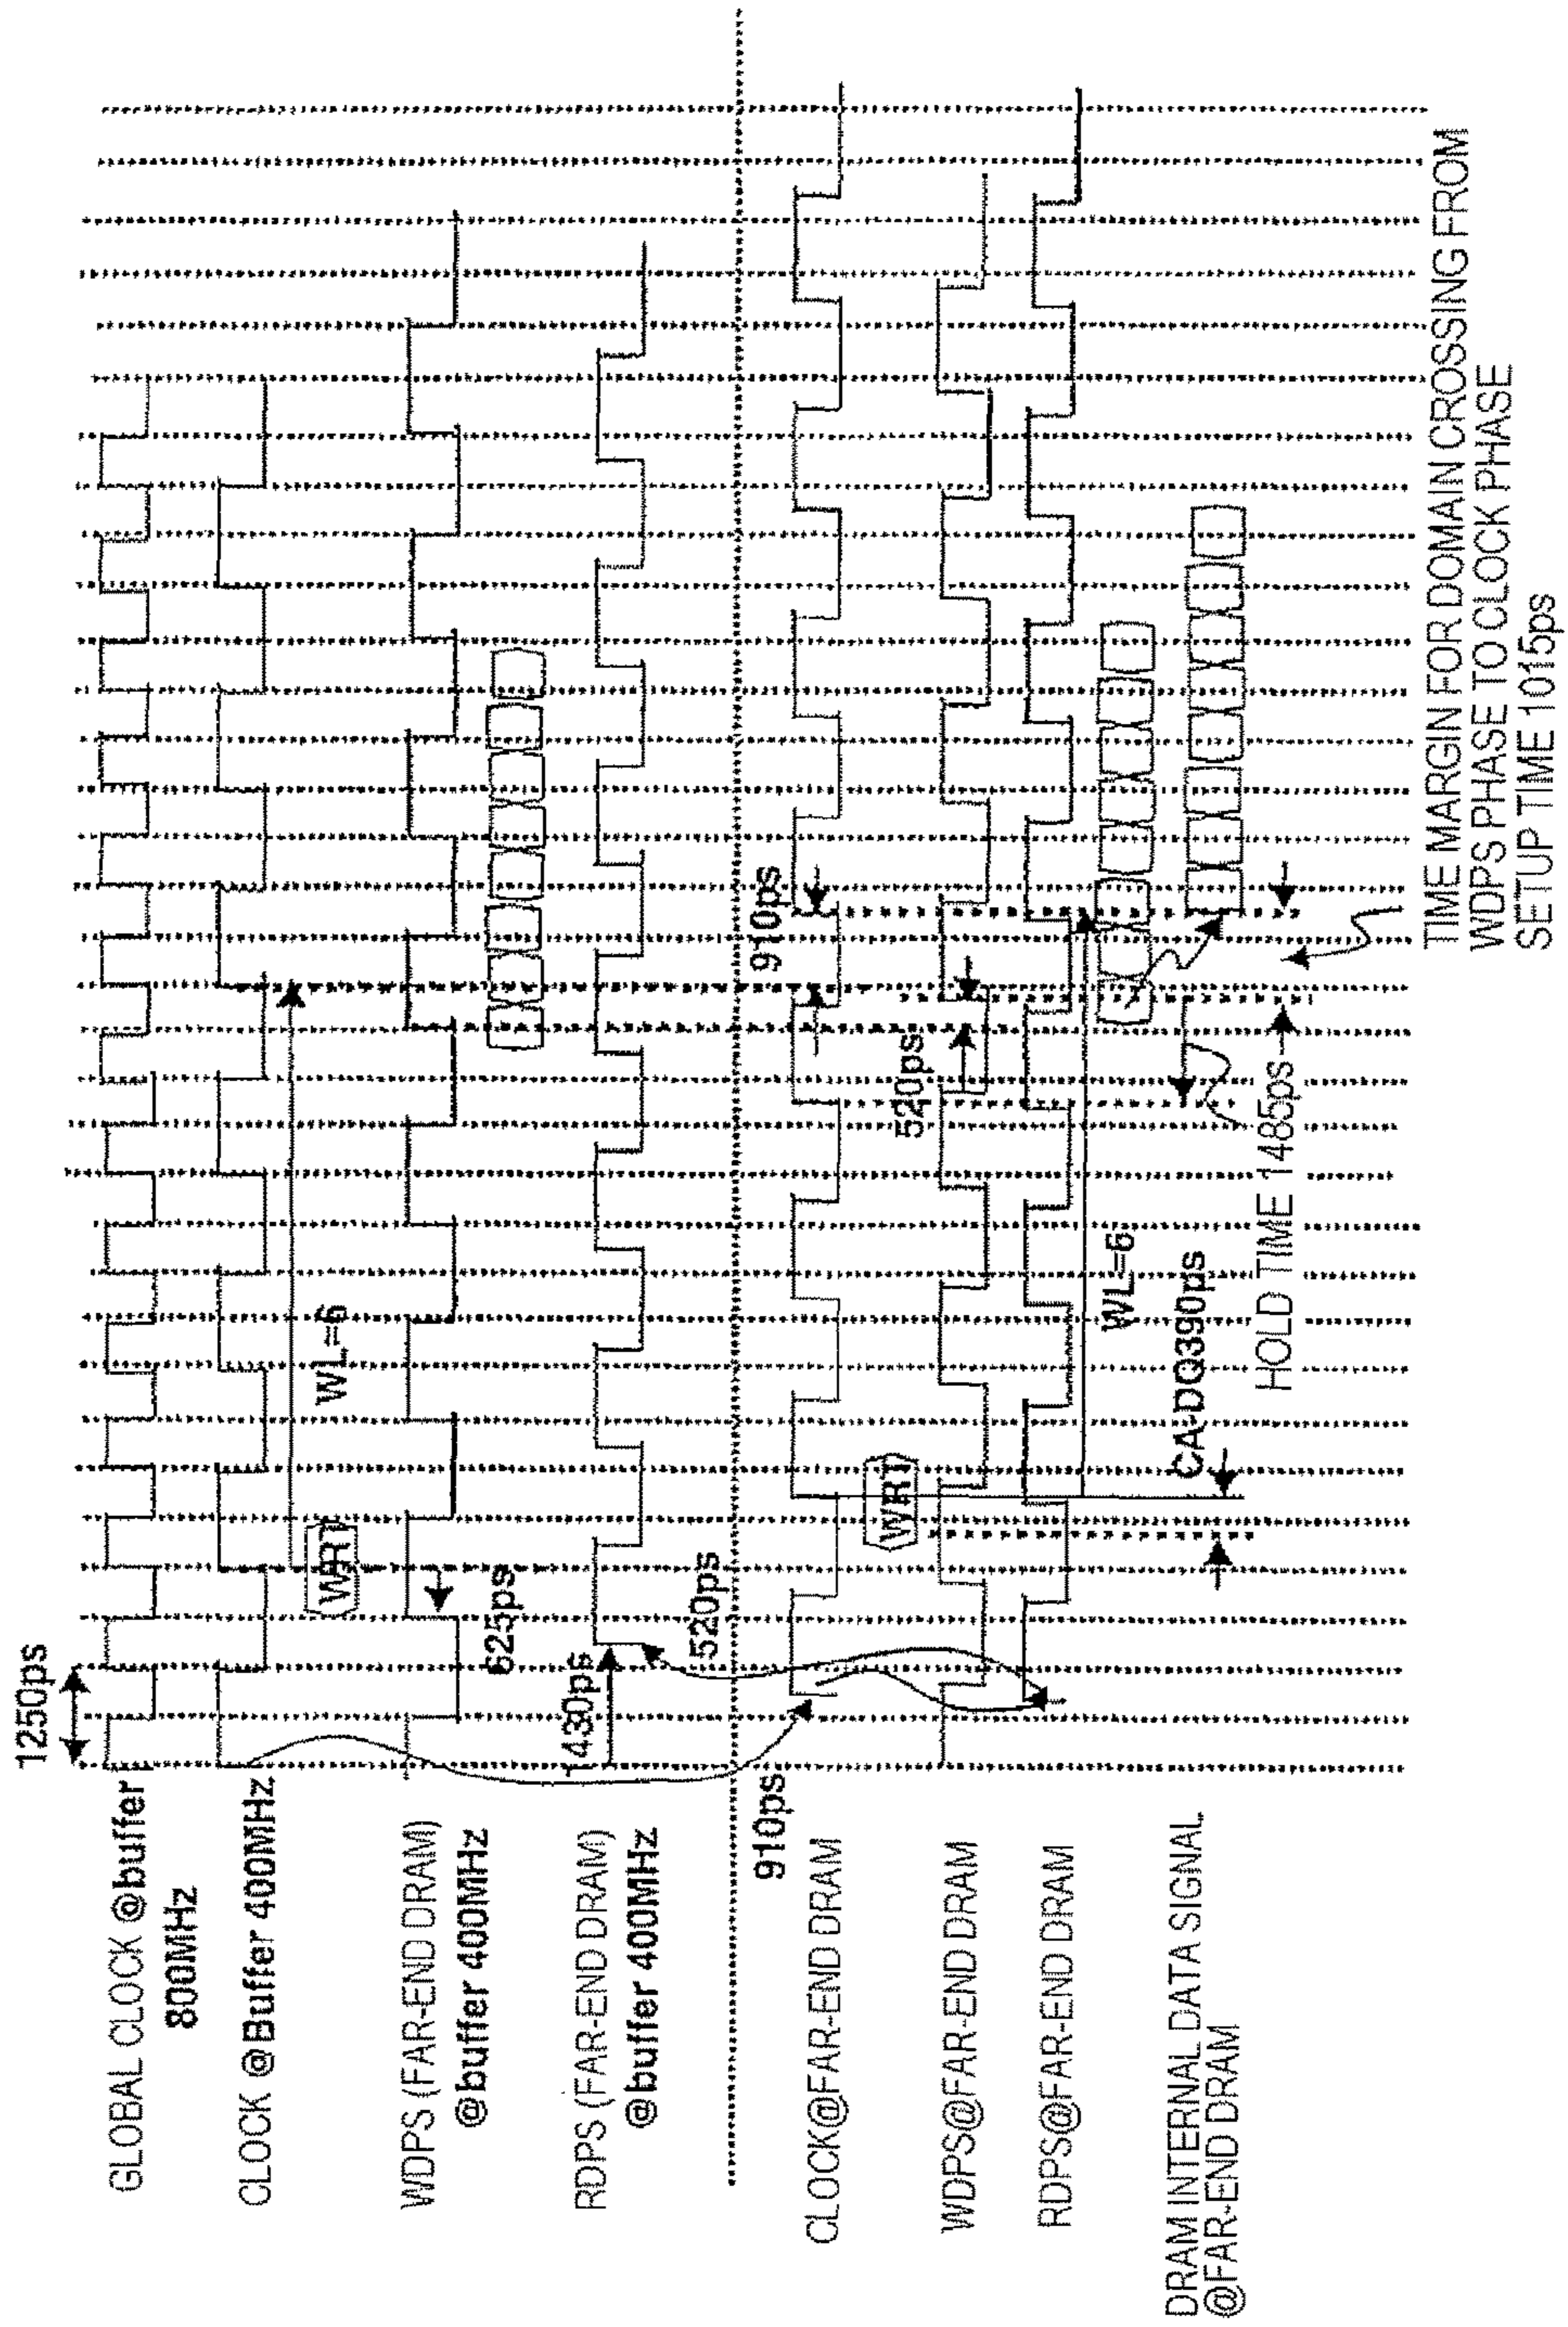 1250ps
GLOBAL CLOCK @buffer
800MHz
CLOCK @Buffer 400MHz
WRT
WL=6
WDPS (FAR-END DRAM)
@buffer 400MHz
625ps
RDPS (FAR-END DRAM)
@buffer 400MHz
-430ps
520ps
910ps
910ps
CLOCK@FAR-END DRAM
WRT
520ps
WDPS@FAR-END DRAM
RDPS@FAR-END DRAM
WL=6
DRAM INTERNAL DATA SIGNAL
@FAR-END DRAM
CA-DQ390ps
HOLD TIME 1485ps
TIME MARGIN FOR DOMAIN CROSSING FROM
WDPS PHASE TO CLOCK PHASE
SETUP TIME 1015ps